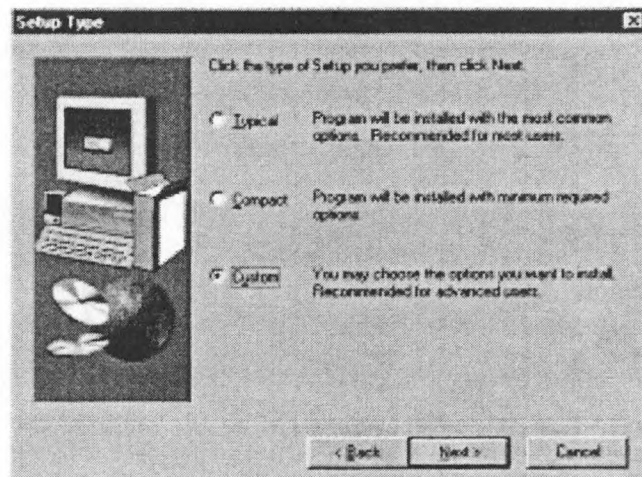 Setup Type
Click the type of Setup you prefer, then click Next.
Typical
Program will be installed with the most common
options. Recommended for most users.
Compact
Program will be installed with minimum required
options.
Custom
You may choose the options you want to install.
Recommended for advanced users.
< Back
Next >
Cancel